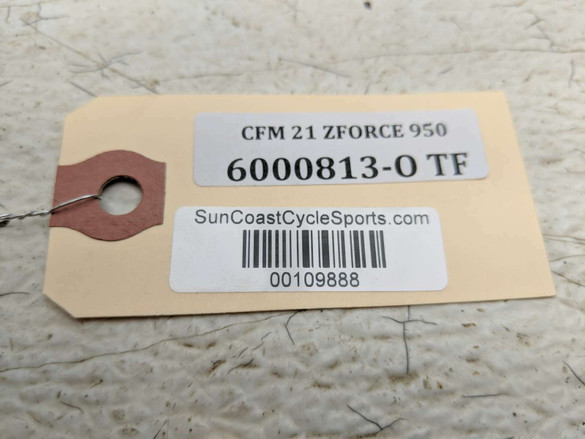 CFM 21 ZFORCE 950
6000813-O TF
SunCoastCycleSports.com
00109888